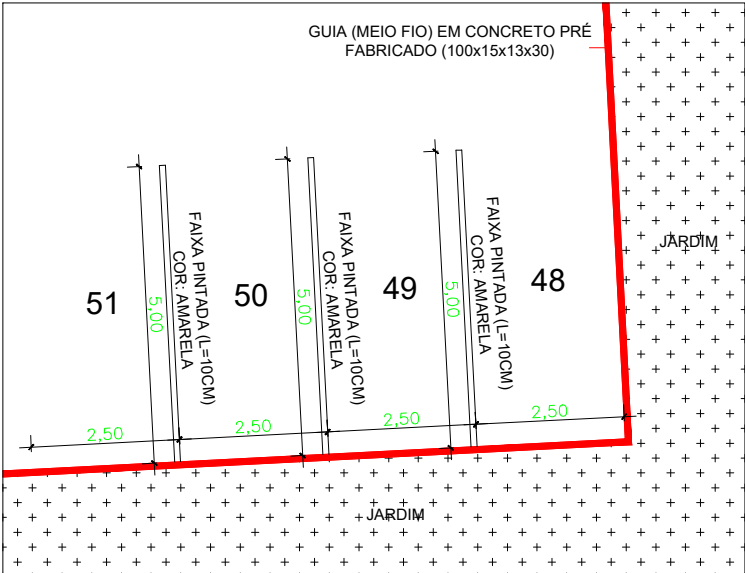 GUIA (MEIO FIO) EM CONCRETO PRÉ
FABRICADO (100x15x13x30)
JARDIM
51
5,00
FAIXA PINTADA (L=10CM)
COR: AMARELA
50
5,00
FAIXA PINTADA (L=10CM)
COR: AMARELA
49
5,00
FAIXA PINTADA (L=10CM)
COR: AMARELA
48
2,50
2,50
2,50
2,50
JARDIM